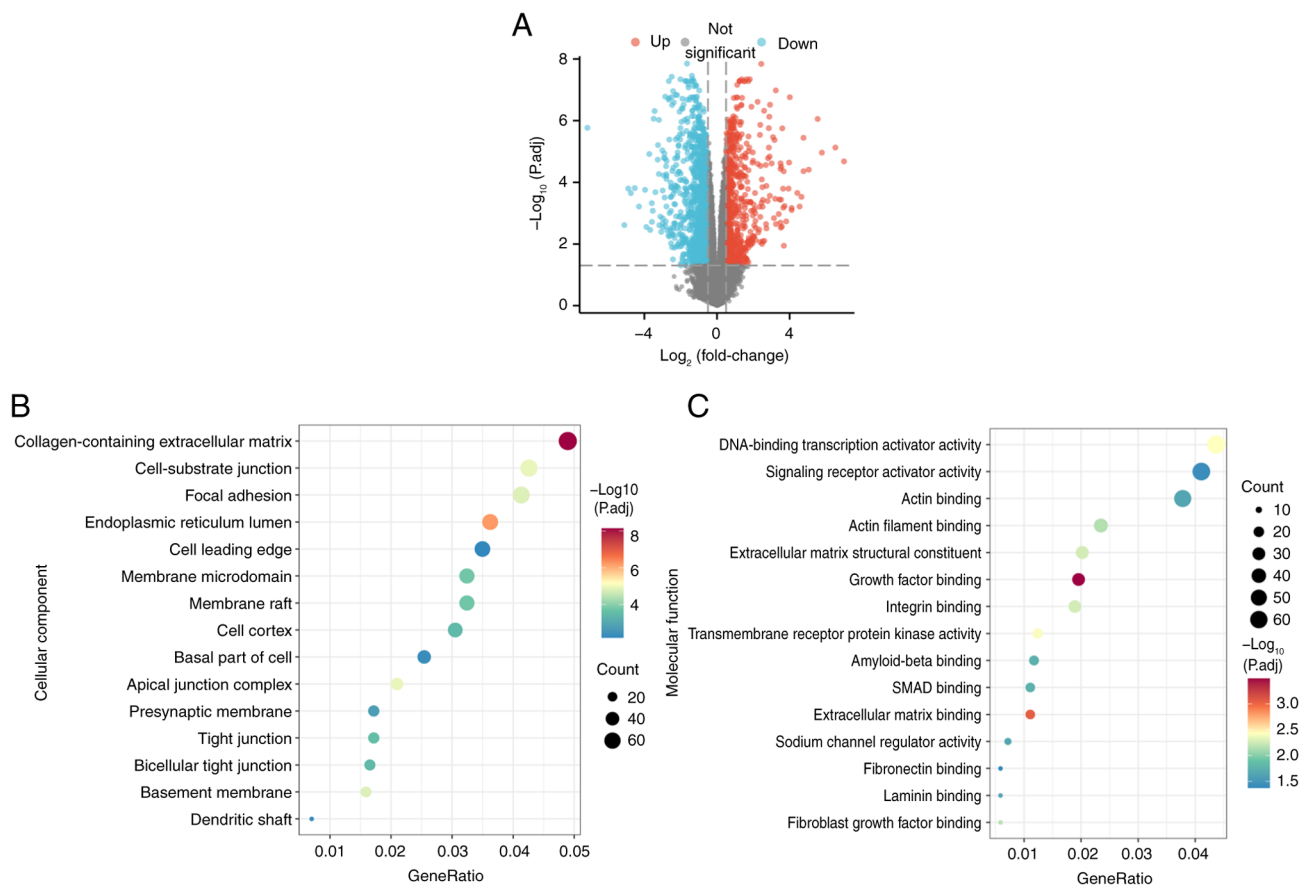 A
Up
Not
significant
Down
8
6
4
2
0
−Log10 (P.adj)
−4
0
4
Log2 (fold-change)
B
Cellular component
Collagen-containing extracellular matrix
Cell-substrate junction
Focal adhesion
Endoplasmic reticulum lumen
Cell leading edge
Membrane microdomain
Membrane raft
Cell cortex
Basal part of cell
Apical junction complex
Presynaptic membrane
Tight junction
Bicellular tight junction
Basement membrane
Dendritic shaft
0.01
0.02
0.03
0.04
0.05
GeneRatio
−Log10
(P.adj)
8
6
4
Count
20
40
60
C
Molecular function
DNA-binding transcription activator activity
Signaling receptor activator activity
Actin binding
Actin filament binding
Extracellular matrix structural constituent
Growth factor binding
Integrin binding
Transmembrane receptor protein kinase activity
Amyloid-beta binding
SMAD binding
Extracellular matrix binding
Sodium channel regulator activity
Fibronectin binding
Laminin binding
Fibroblast growth factor binding
0.01
0.02
0.03
0.04
GeneRatio
Count
10
20
30
40
50
60
−Log10
(P.adj)
3.0
2.5
2.0
1.5